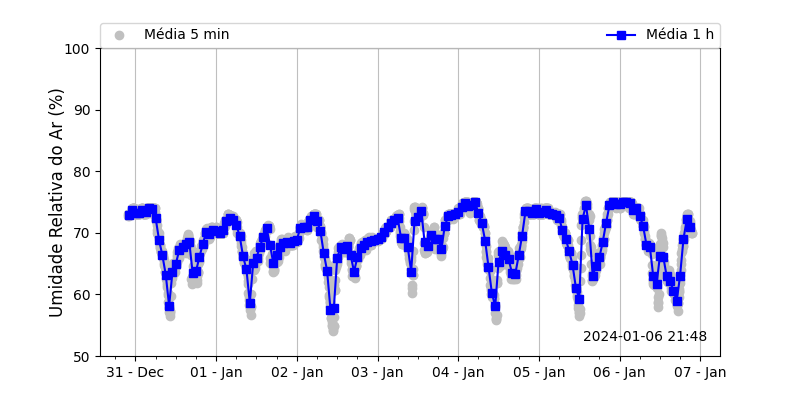 Média 5 min
Média 1 h
Umidade Relativa do Ar (%)
100
90
80
70
60
50
2024-01-06 21:48
31 - Dec
01 - Jan
02 - Jan
03 - Jan
04 - Jan
05 - Jan
06 - Jan
07 - Jan